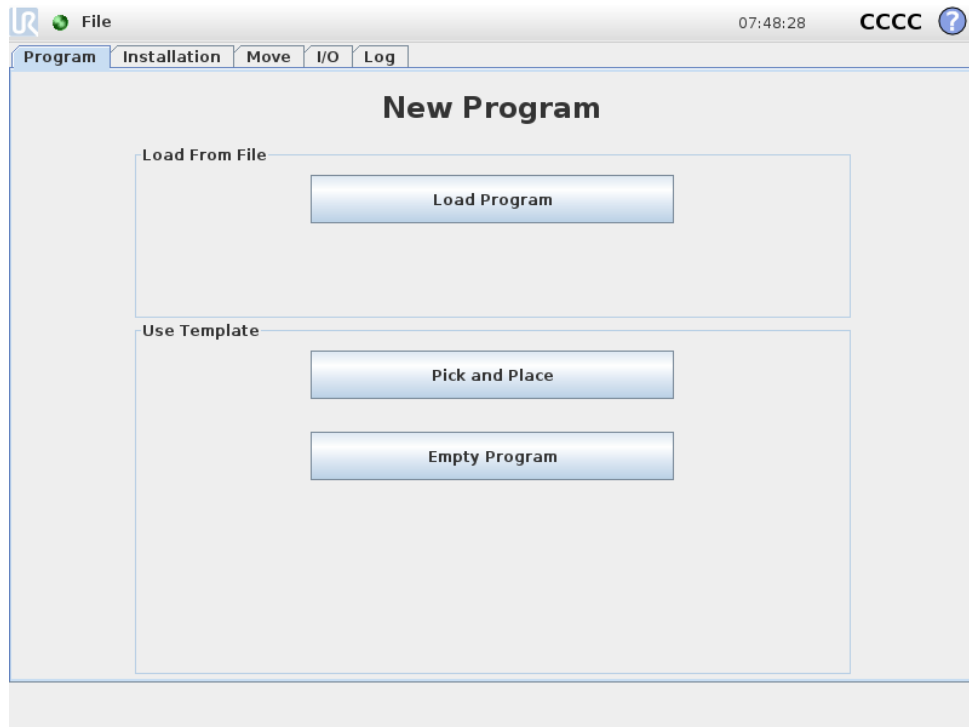 UR File 07:48:28 CCCC ?
Program Installation Move I/O Log
New Program
Load From File
Load Program
Use Template
Pick and Place
Empty Program